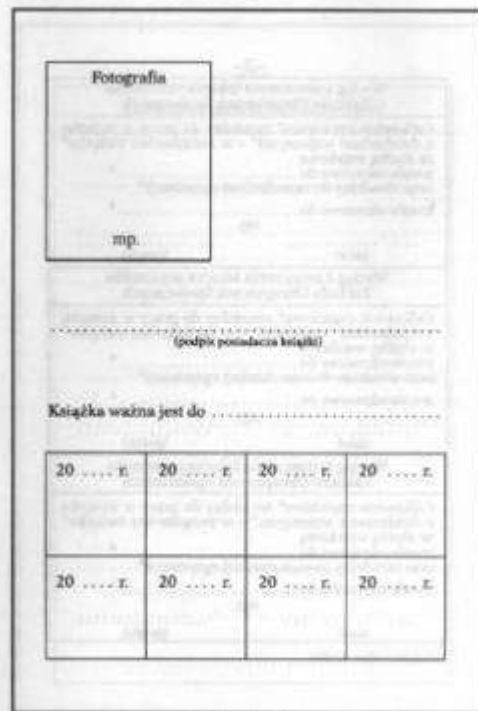 Fotografia
mp.
(podpis posiadacza książki)
Książka ważna jest do ........................................
20 .... r. 20 .... r. 20 .... r. 20 .... r.
20 .... r. 20 .... r. 20 .... r. 20 .... r.